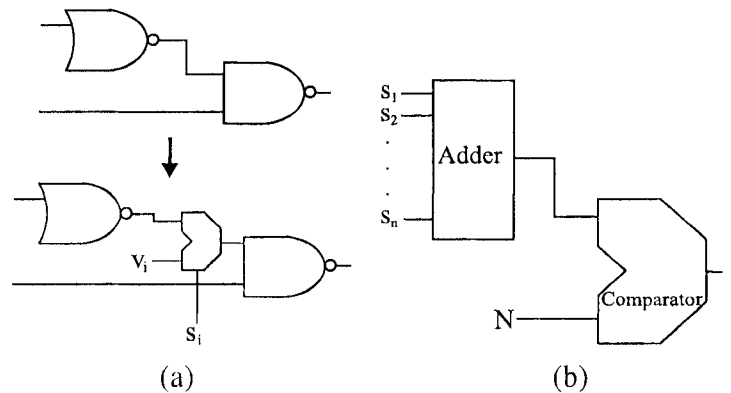 Vi
Si
(a)
S1
S2
.
.
.
.
Sn
Adder
Comparator
N
(b)